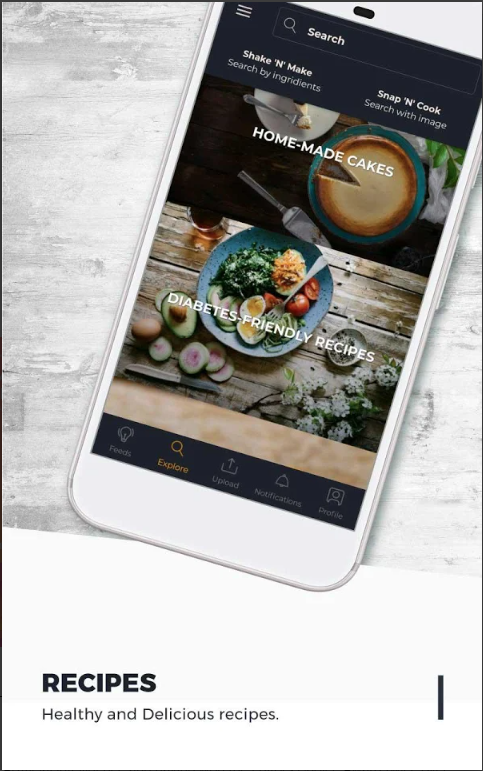 Search
Shake 'N' Make
Search by ingridients
Snap 'N' Cook
Search with image
HOME-MADE CAKES
DIABETES-FRIENDLY RECIPES
Feeds
Explore
Upload
Notifications
Profile
RECIPES
Healthy and Delicious recipes.